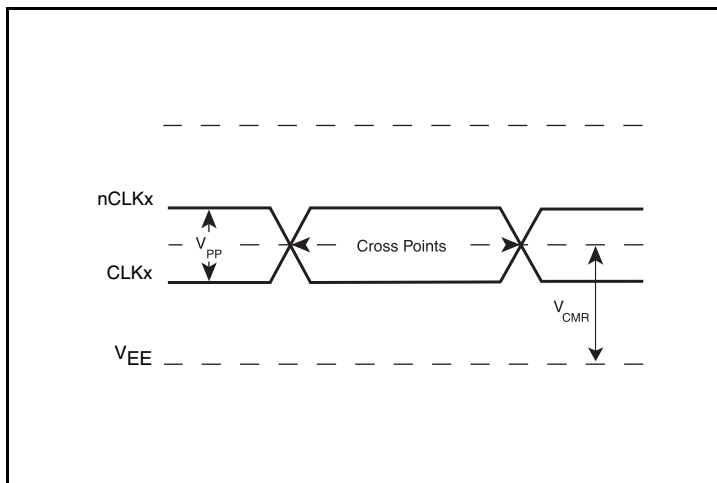 nCLKx
VPP
Cross Points
CLKx
VCMR
VEE